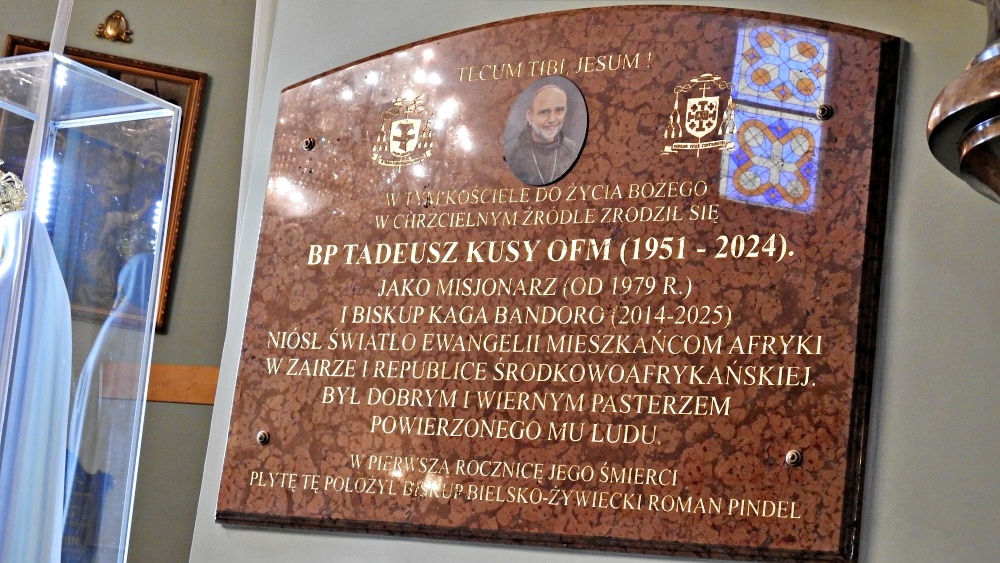 TECUM TIBI, JESUM !
W TYM KOŚCIELE DO ŻYCIA BOŻEGO
W CHRZCIELNYM ŹRÓDLE ZRODZIŁ SIĘ
BP TADEUSZ KUSY OFM (1951 - 2024).
JAKO MISJONARZ (OD 1979 R.)
I BISKUP KAGA BANDORO (2014-2025)
NIÓSŁ ŚWIATŁO EWANGELII MIESZKAŃCOM AFRYKI
W ZAIRZE I REPUBLICE ŚRODKOWOAFRYKAŃSKIEJ.
BYŁ DOBRYM I WIERNYM PASTERZEM
POWIERZONEGO MU LUDU.
W PIERWSZĄ ROCZNICĘ JEGO ŚMIERCI
PŁYTĘ TĘ POŁOŻYŁ BISKUP BIELSKO-ŻYWIECKI ROMAN PINDEL